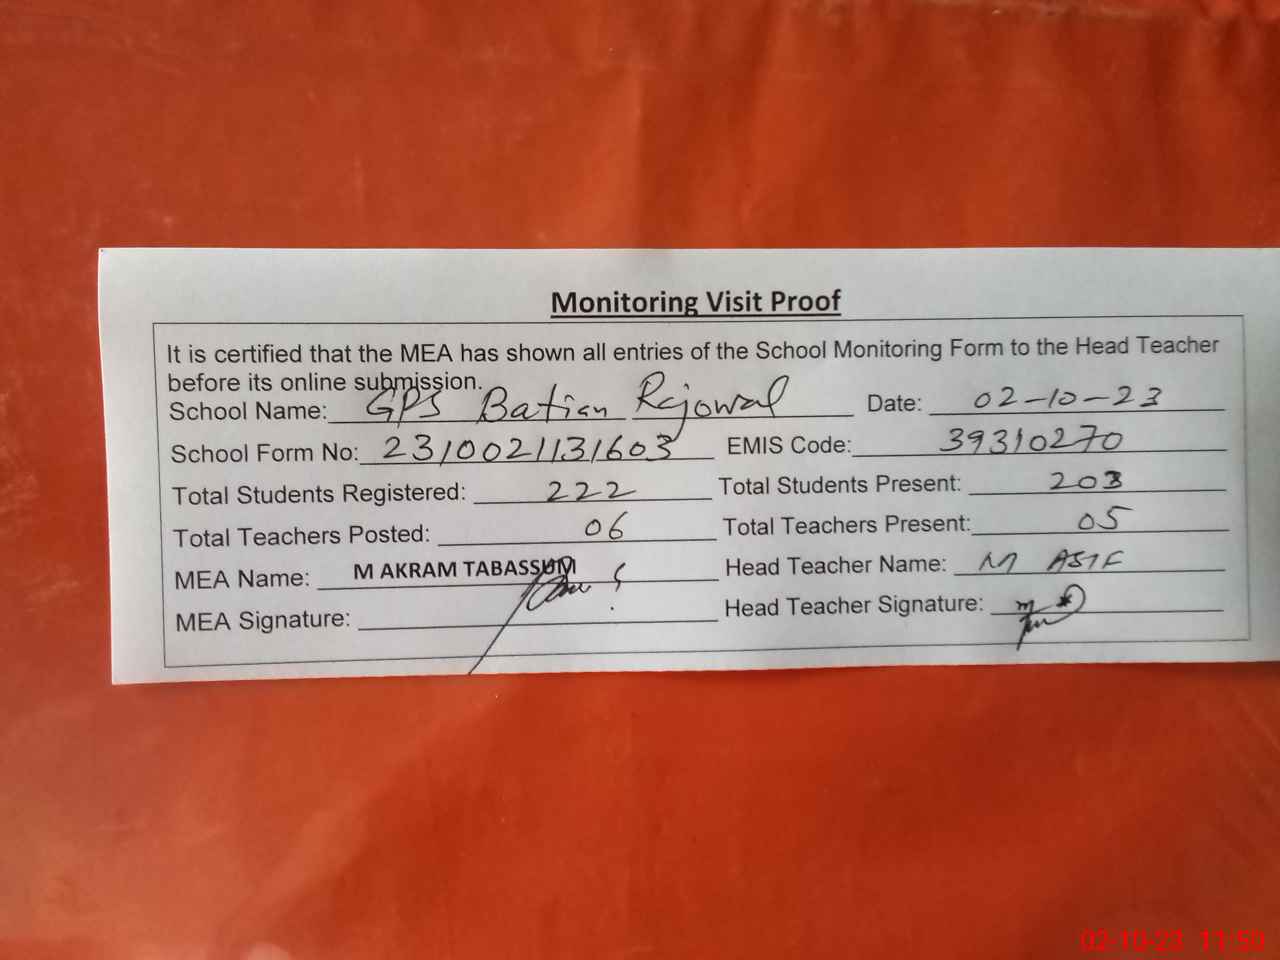 Monitoring Visit Proof
It is certified that the MEA has shown all entries of the School Monitoring Form to the Head Teacher
before its online submission.
School Name: GPS Batian Rajowal Date: 02-10-23
School Form No: 2310021131603 EMIS Code: 39310270
Total Students Registered: 222 Total Students Present: 203
Total Teachers Posted: 06 Total Teachers Present: 05
MEA Name: M AKRAM TABASSUM Head Teacher Name: M ASIF
MEA Signature: Head Teacher Signature:
02-10-23 11:50